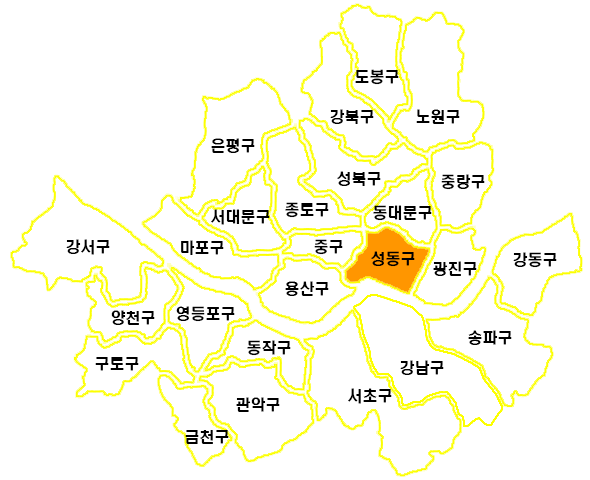 도봉구
강북구
노원구
은평구
성북구
중랑구
서대문구
종로구
동대문구
강서구
마포구
중구
성동구
광진구
강동구
용산구
양천구
영등포구
송파구
구토구
동작구
강남구
서초구
관악구
금천구